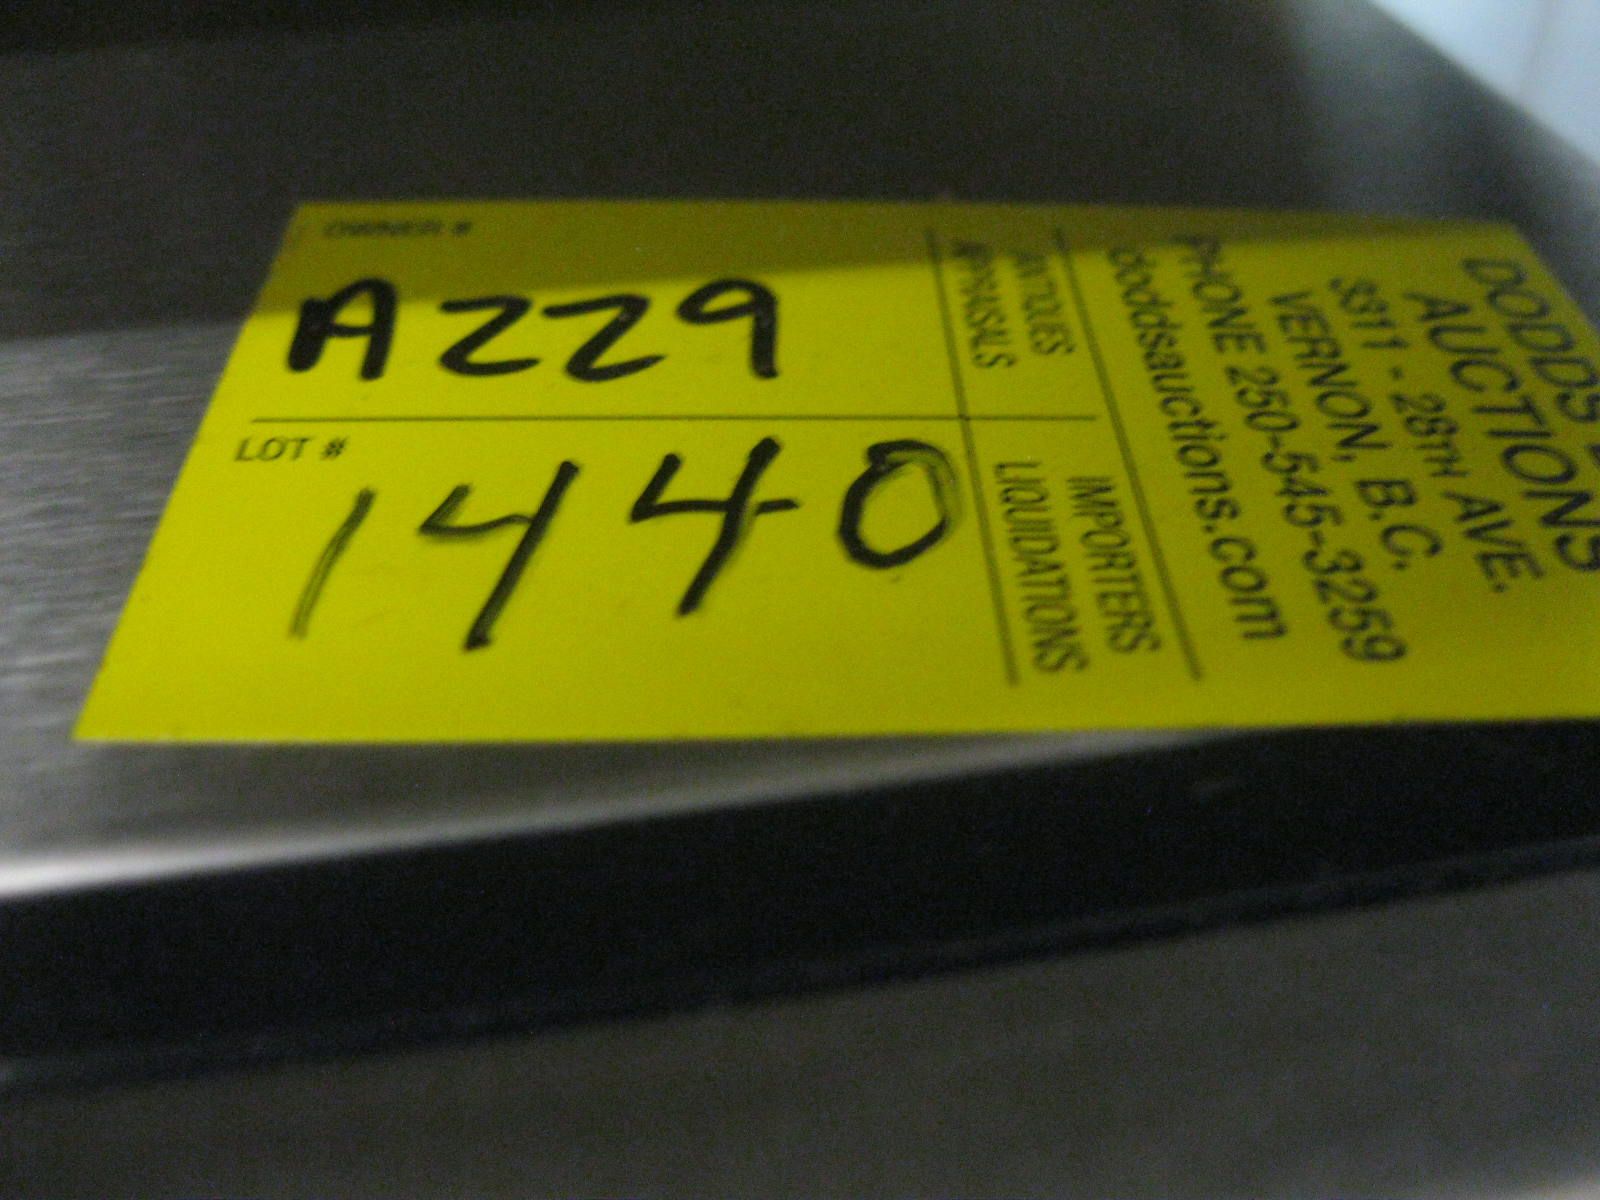 OWNER #
A229
LOT #
1440
DODDS
AUCTIONS
3311 - 28TH AVE.
VERNON, B.C.
PHONE 250-545-3259
doddsauctions.com
ANTIQUES IMPORTERS
APPRAISALS LIQUIDATIONS